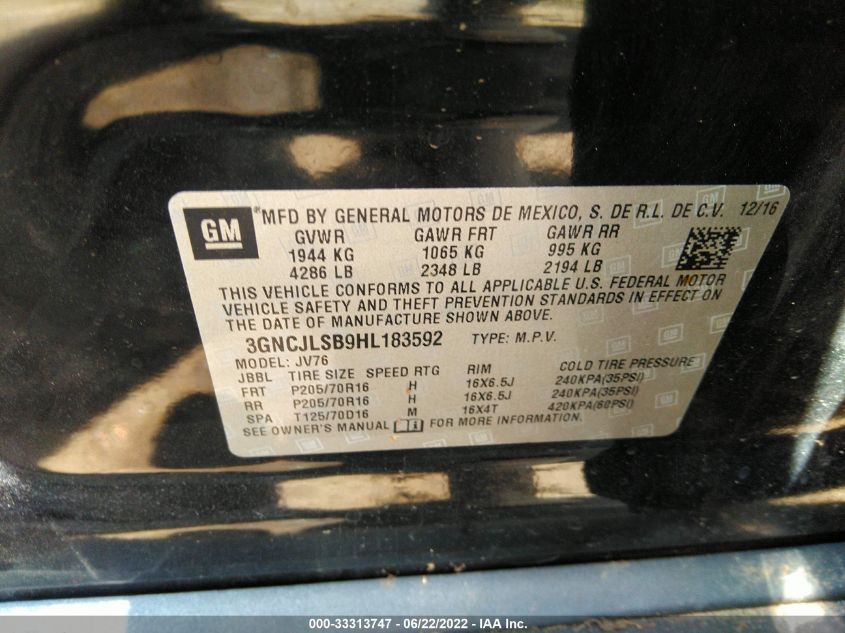 GM *MFD BY GENERAL MOTORS DE MEXICO, S. DE R.L. DE C.V. 12/16
GVWR GAWR FRT GAWR RR
1944 KG 1065 KG 995 KG
4286 LB 2348 LB 2194 LB
THIS VEHICLE CONFORMS TO ALL APPLICABLE U.S. FEDERAL MOTOR
VEHICLE SAFETY AND THEFT PREVENTION STANDARDS IN EFFECT ON
THE DATE OF MANUFACTURE SHOWN ABOVE.
3GNCJLSB9HL183592 TYPE: M.P.V.
MODEL: JV76
JBBL TIRE SIZE SPEED RTG RIM COLD TIRE PRESSURE
FRT P205/70R16 H 16X6.5J 240KPA(35PSI)
RR P205/70R16 H 16X6.5J 240KPA(35PSI)
SPA T125/70D16 M 16X4T 420KPA(60PSI)
SEE OWNER'S MANUAL FOR MORE INFORMATION.
000-33313747 - 06/22/2022 - IAA Inc.